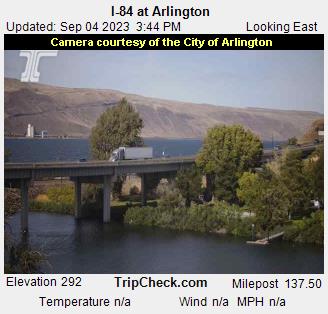 I-84 at Arlington
Updated: Sep 04 2023 3:44 PM Looking East
Camera courtesy of the City of Arlington
Elevation 292 TripCheck.com Milepost 137.50
Temperature n/a Wind n/a MPH n/a